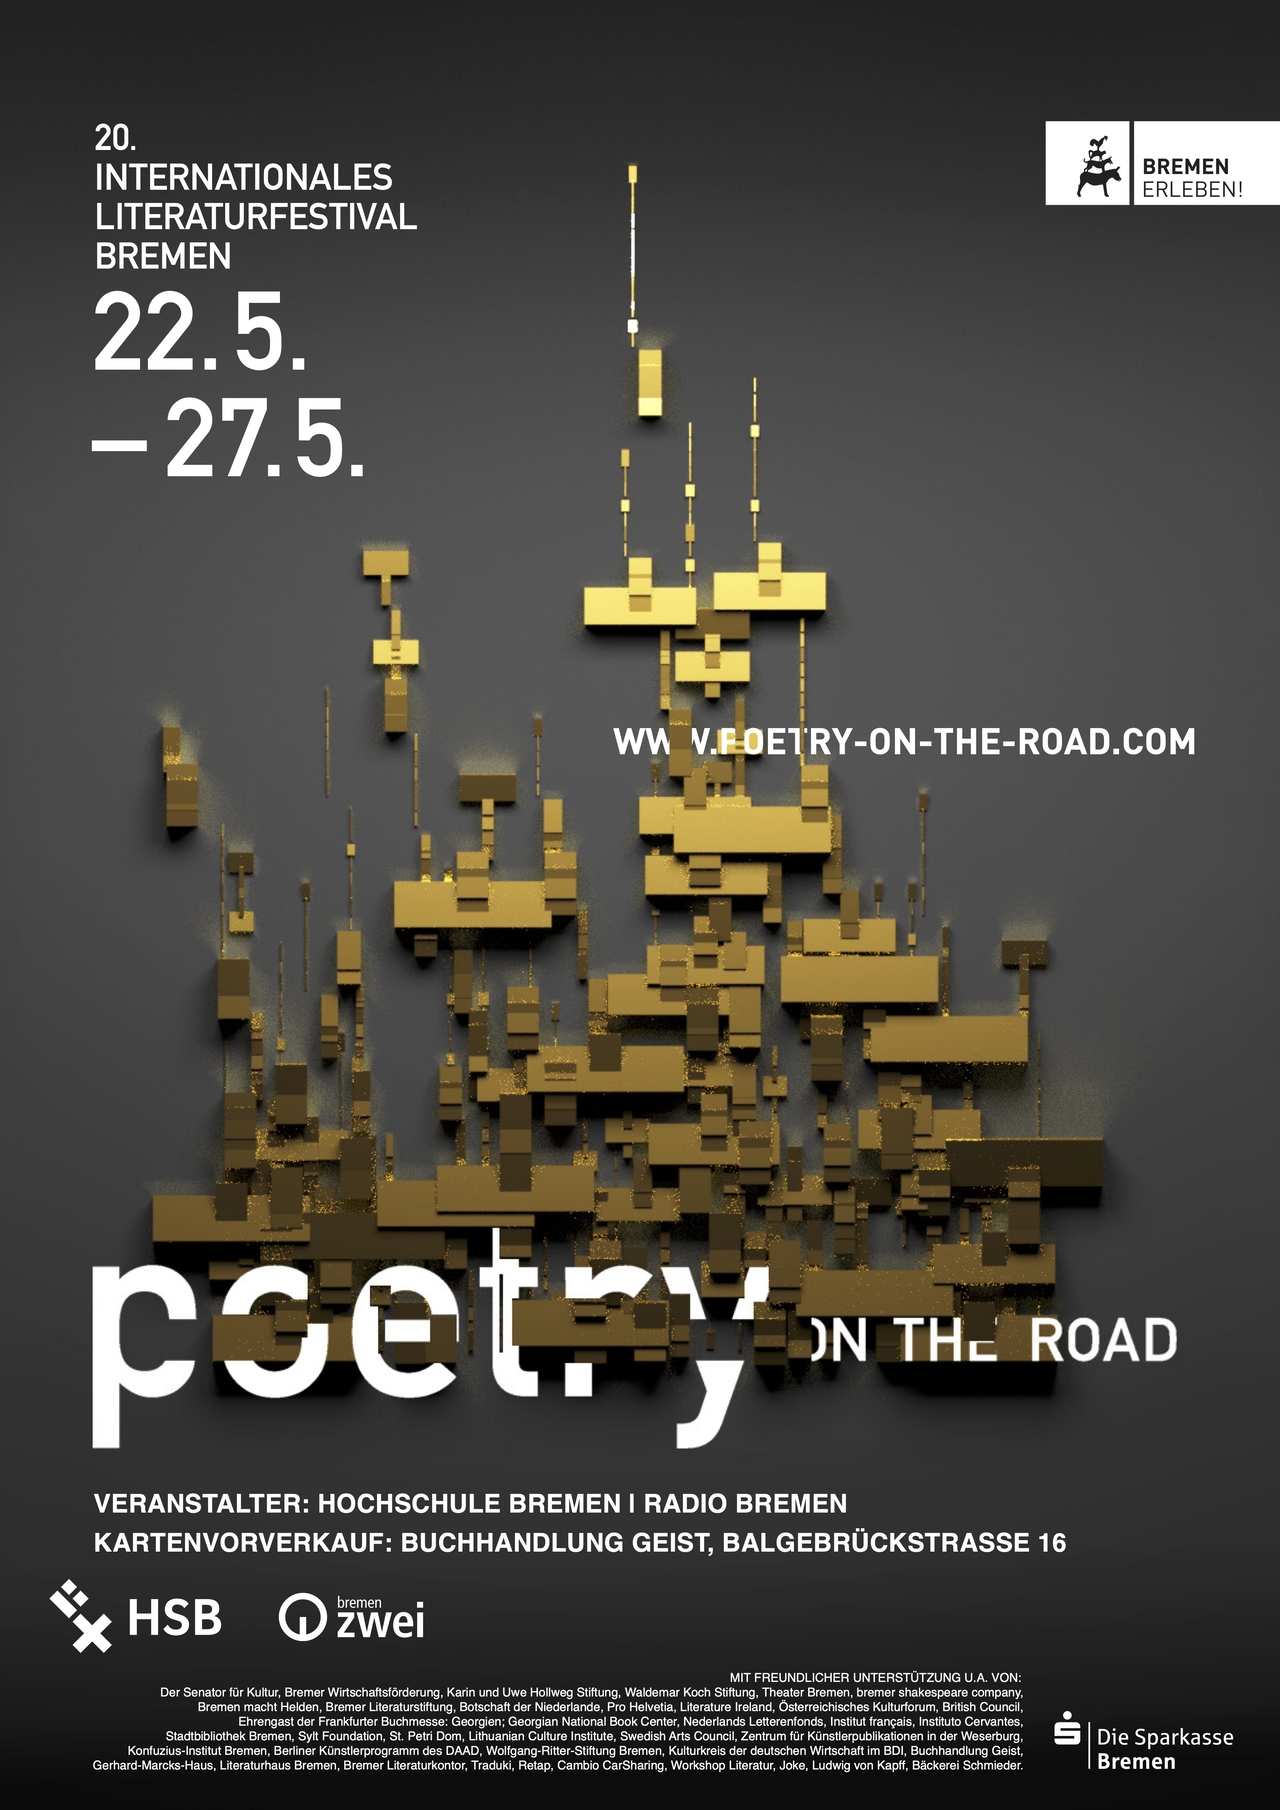 20.
INTERNATIONALES
LITERATURFESTIVAL
BREMEN
22.5.
– 27.5.
BREMEN
ERLEBEN!
WWW.POETRY-ON-THE-ROAD.COM
poetry ON THE ROAD
VERANSTALTER: HOCHSCHULE BREMEN | RADIO BREMEN
KARTENVORVERKAUF: BUCHHANDLUNG GEIST, BALGEBRÜCKSTRASSE 16
HSB
bremen
zwei
MIT FREUNDLICHER UNTERSTÜTZUNG U.A. VON:
Der Senator für Kultur, Bremer Wirtschaftsförderung, Karin und Uwe Hollweg Stiftung, Waldemar Koch Stiftung, Theater Bremen, bremer shakespeare company,
Bremen macht Helden, Bremer Literaturstiftung, Botschaft der Niederlande, Pro Helvetia, Literature Ireland, Österreichisches Kulturforum, British Council,
Ehrengast der Frankfurter Buchmesse: Georgien; Georgian National Book Center, Nederlands Letterenfonds, Institut français, Instituto Cervantes,
Stadtbibliothek Bremen, Sylt Foundation, St. Petri Dom, Lithuanian Culture Institute, Swedish Arts Council, Zentrum für Künstlerpublikationen in der Weserburg,
Konfuzius-Institut Bremen, Berliner Künstlerprogramm des DAAD, Wolfgang-Ritter-Stiftung Bremen, Kulturkreis der deutschen Wirtschaft im BDI, Buchhandlung Geist,
Gerhard-Marcks-Haus, Literaturhaus Bremen, Bremer Literaturkontor, Traduki, Retap, Cambio CarSharing, Workshop Literatur, Joke, Ludwig von Kapff, Bäckerei Schmieder.
Die Sparkasse
Bremen